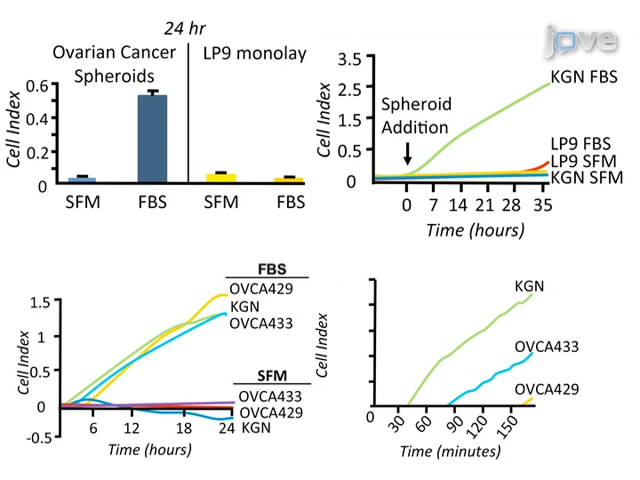 24 hr
Ovarian Cancer
Spheroids
LP9 monolay
Cell Index
0.6
0.4
0.2
0
SFM
FBS
SFM
FBS
jove
Cell Index
3.5
2.5
1.5
0.5
0
Spheroid
Addition
KGN FBS
LP9 FBS
LP9 SFM
KGN SFM
0 7 14 21 28 35
Time (hours)
FBS
OVCA429
KGN
OVCA433
Cell Index
1.5
1
0.5
0
-0.5
SFM
OVCA433
OVCA429
KGN
6 12 18 24
Time (hours)
Cell Index
KGN
OVCA433
OVCA429
0 30 60 90 120 150
Time (minutes)